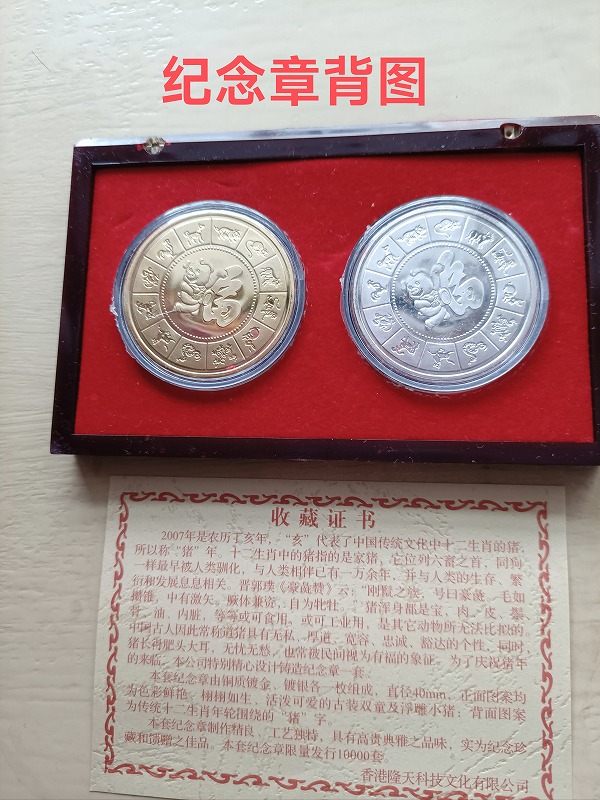 纪念章背图
收藏证书
2007年是农历丁亥年，“亥”代表了中国传统文化中十二生肖的猪，
所以称“猪”年。十二生肖中的猪指的是家猪，它位列六畜之首，同狗
一样最早被人类驯化，与人类相伴已有一万余年，并与人类的生存、繁
衍和发展息息相关。晋郭璞《豪彘赞》云：“刚鬣之族，号曰豪彘，毛如
攒锥，中有激矢。厥体兼资，自为牝牡。”猪浑身都是宝，肉、皮、鬃、
骨、油、内脏，等等或可食用，或可工业用，是其它动物所无法比拟的。
中国古人因此常称道猪具有无私、厚道、宽容、忠诚、豁达的个性。同时，
猪长得肥头大耳，无忧无愁，也常被民间视为有福的象征。为了庆祝猪年
的来临，本公司特别精心设计铸造纪念章一套。
本套纪念章由铜质镀金、镀银各一枚组成，直径40mm，正面图案均
为色彩鲜艳、栩栩如生、活泼可爱的古装双童及浮雕小猪；背面图案
为传统十二生肖年轮围绕的“猪”字。
本套纪念章制作精良、工艺独特，具有高贵典雅之品味，实为纪念珍
藏和馈赠之佳品。本套纪念章限量发行10000套。
香港隆天科技文化有限公司